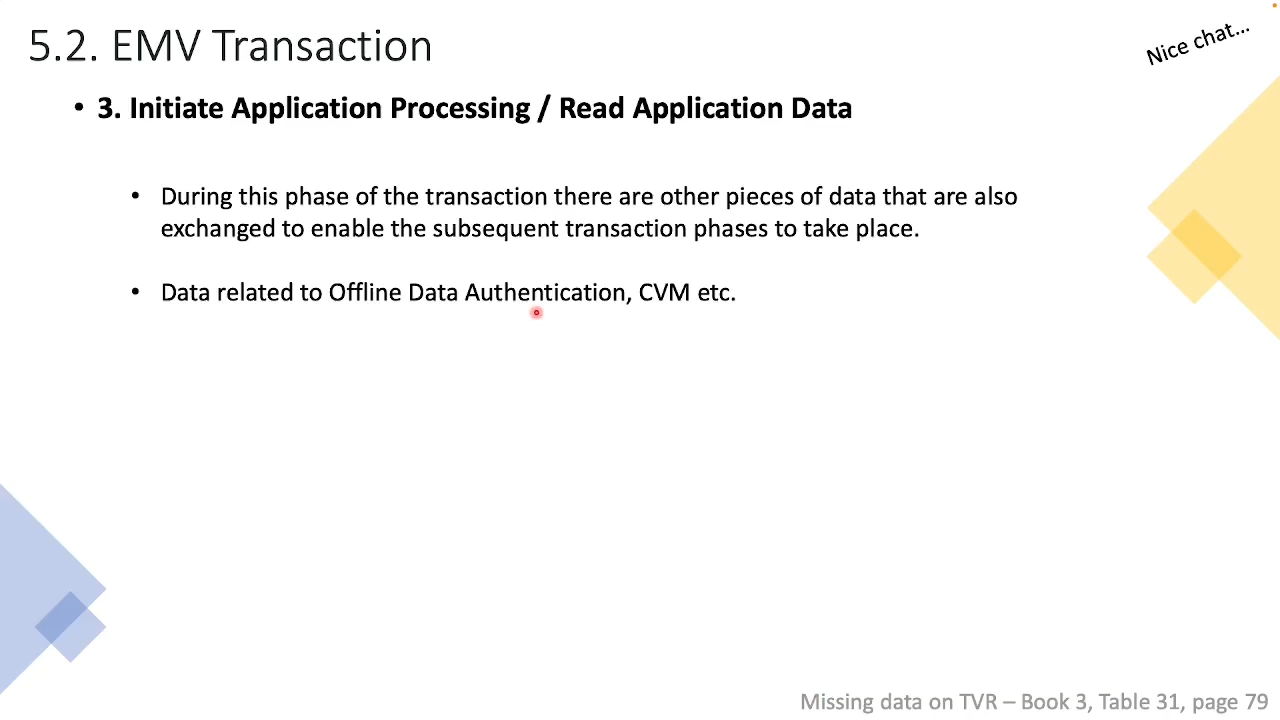 5.2. EMV Transaction
Nice chat...
• 3. Initiate Application Processing / Read Application Data
• During this phase of the transaction there are other pieces of data that are also
exchanged to enable the subsequent transaction phases to take place.
• Data related to Offline Data Authentication, CVM etc.
Missing data on TVR – Book 3, Table 31, page 79